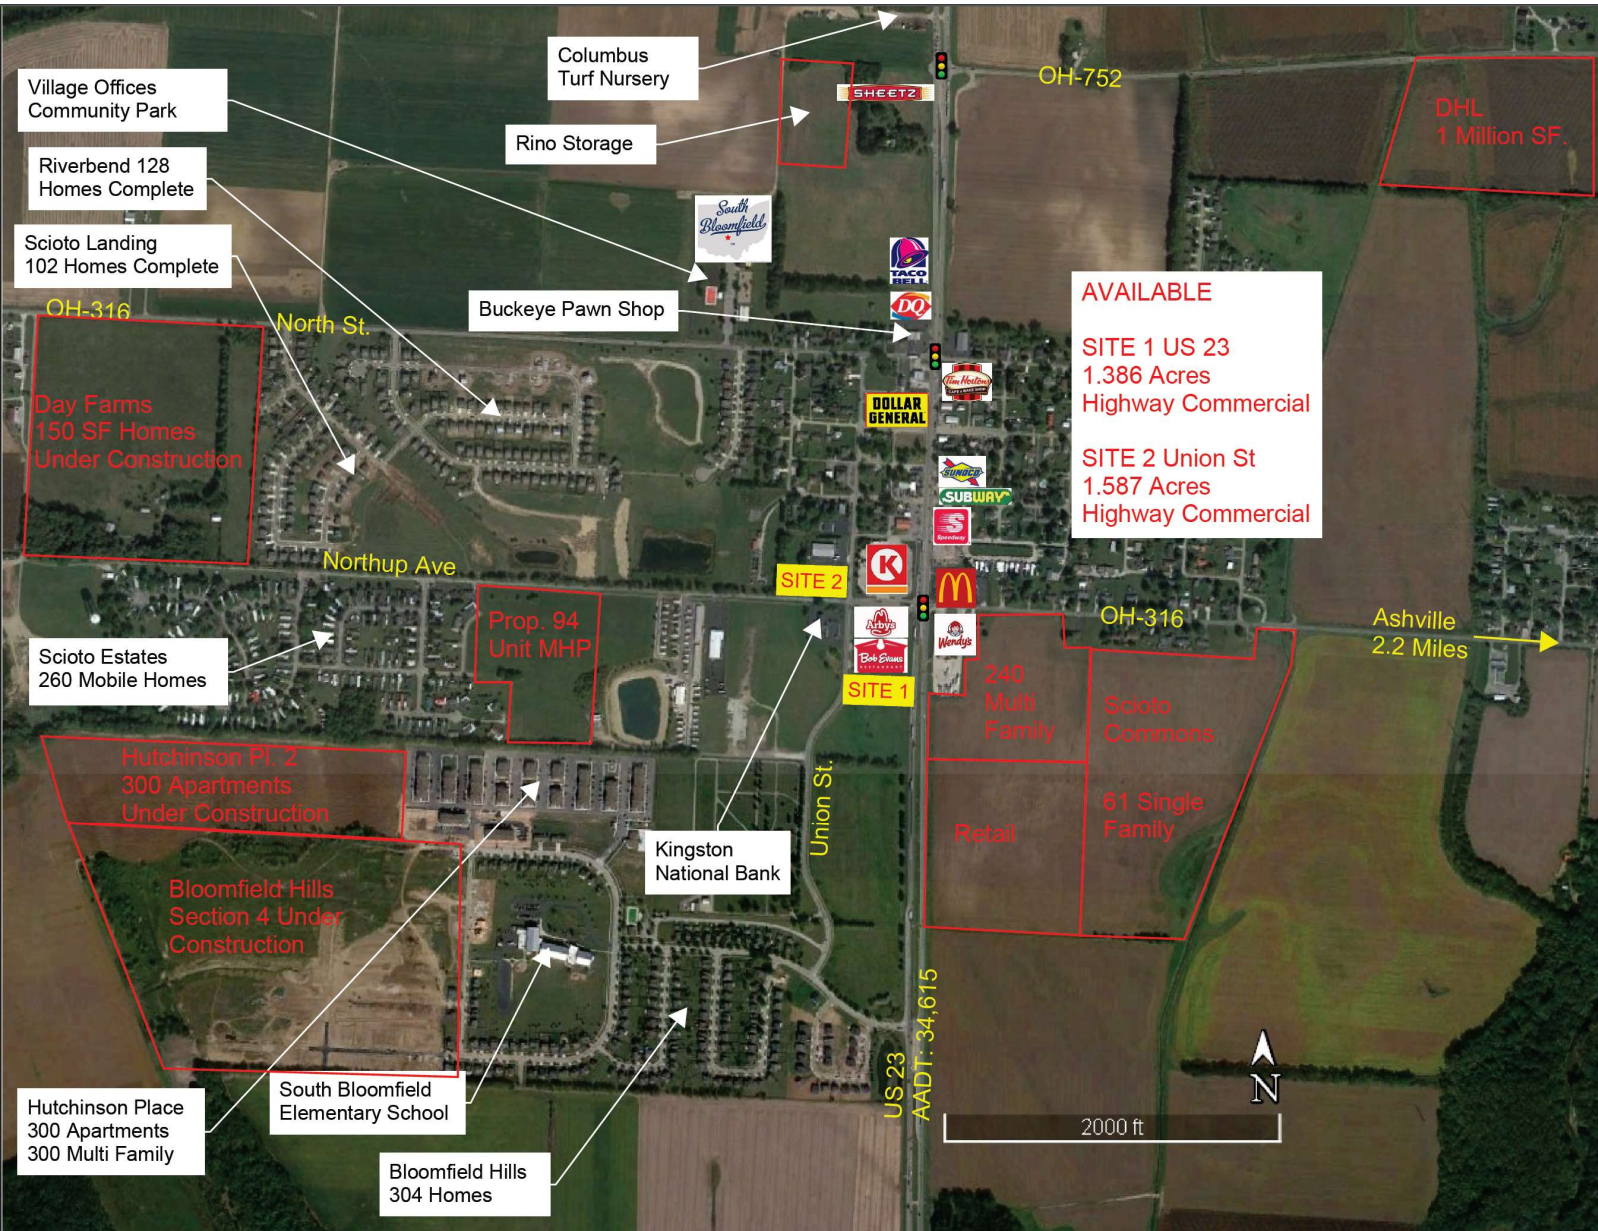 Columbus
Turf Nursery
OH-752
Village Offices
Community Park
SHEETZ
DHL
1 Million SF.
Rino Storage
Riverbend 128
Homes Complete
South
Bloomfield
Scioto Landing
102 Homes Complete
TACO
BELL
AVAILABLE
SITE 1 US 23
1.386 Acres
Highway Commercial
SITE 2 Union St
1.587 Acres
Highway Commercial
OH-316
North St.
Buckeye Pawn Shop
DQ
Tim Hortons
DOLLAR
GENERAL
Day Farms
150 SF Homes
Under Construction
SUNOCO
SUBWAY
S
Speedway
Northup Ave
SITE 2
K
Prop. 94
Unit MHP
Arby's
Bob Evans
RESTAURANT
Wendy's
OH-316
Ashville
2.2 Miles
Scioto Estates
260 Mobile Homes
SITE 1
240
Multi
Family
Scioto
Commons
61 Single
Family
Retail
Hutchinson Pl. 2
300 Apartments
Under Construction
Union St.
Kingston
National Bank
Bloomfield Hills
Section 4 Under
Construction
US 23
AADT: 34,615
N
2000 ft
South Bloomfield
Elementary School
Hutchinson Place
300 Apartments
300 Multi Family
Bloomfield Hills
304 Homes